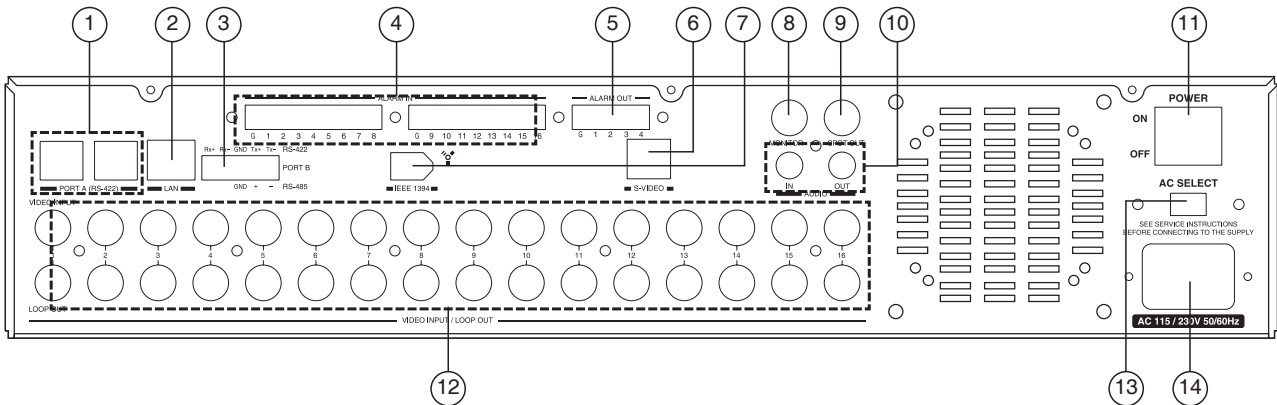 1 2 3 4 5 6 7 8 9 10 11
ALARM IN
ALARM OUT
POWER
ON
OFF
G 1 2 3 4 5 6 7 8
G 9 10 11 12 13 14 15 16
G 1 2 3 4
MONITOR
SPOT OUT
Rx+ Rx- GND Tx+ Tx- RS-422
PORT B
GND + - RS-485
PORT A (RS-422)
LAN
IEEE 1394
S-VIDEO
IN
OUT
AUDIO
AC SELECT
SEE SERVICE INSTRUCTIONS
BEFORE CONNECTING TO THE SUPPLY
VIDEO INPUT
2 3 4 5 6 7 8 9 10 11 12 13 14 15 16
LOOP OUT
VIDEO INPUT / LOOP OUT
AC 115 / 230V 50/60Hz
12 13 14